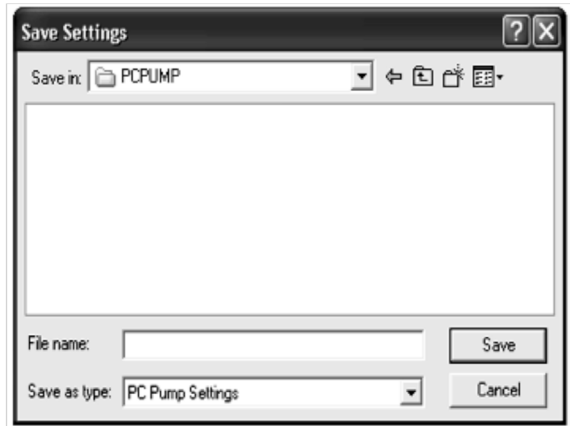 Save Settings
Save in: PCPUMP
File name:
Save
Save as type: PC Pump Settings
Cancel